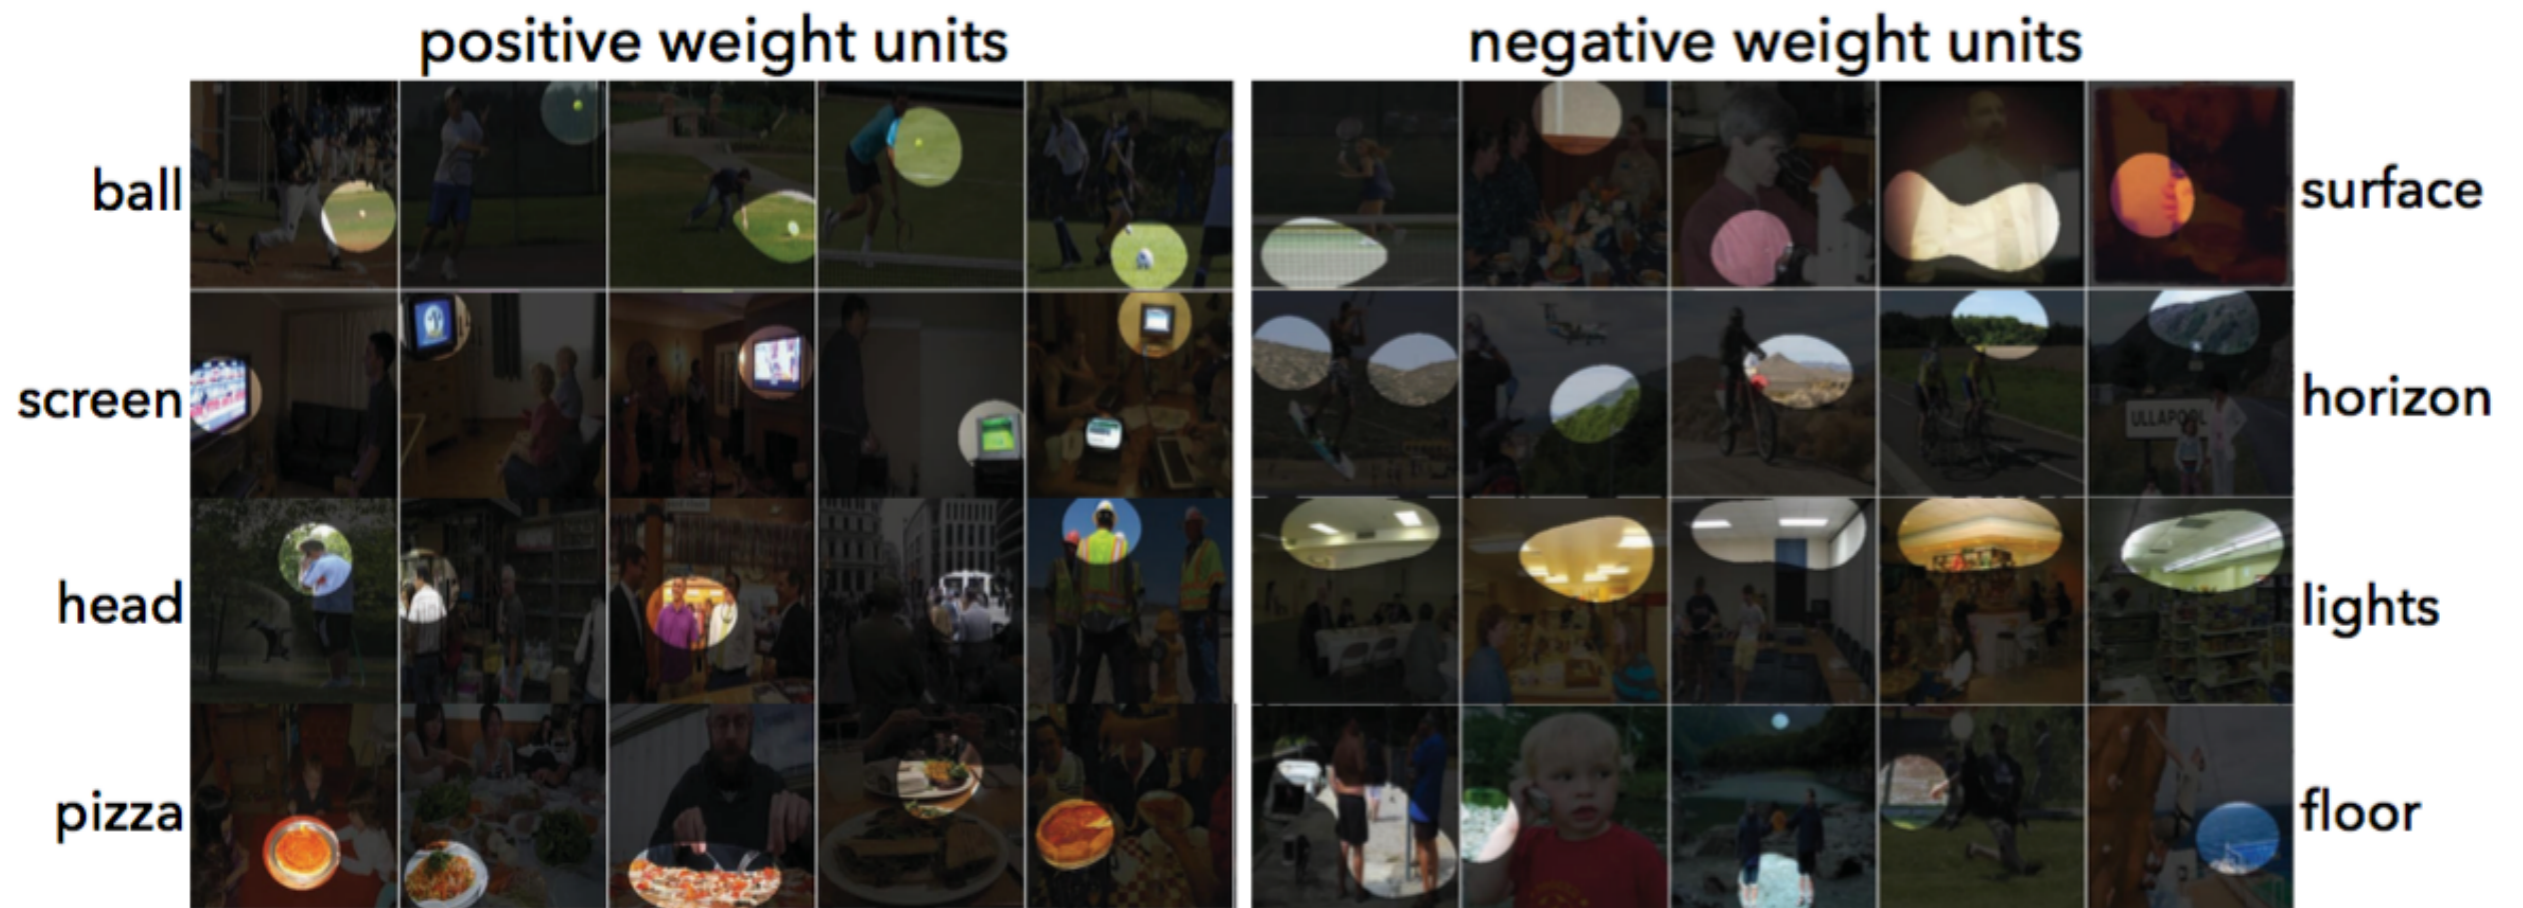 positive weight units
negative weight units
ball
surface
screen
horizon
ULLAPOOL
head
lights
pizza
floor